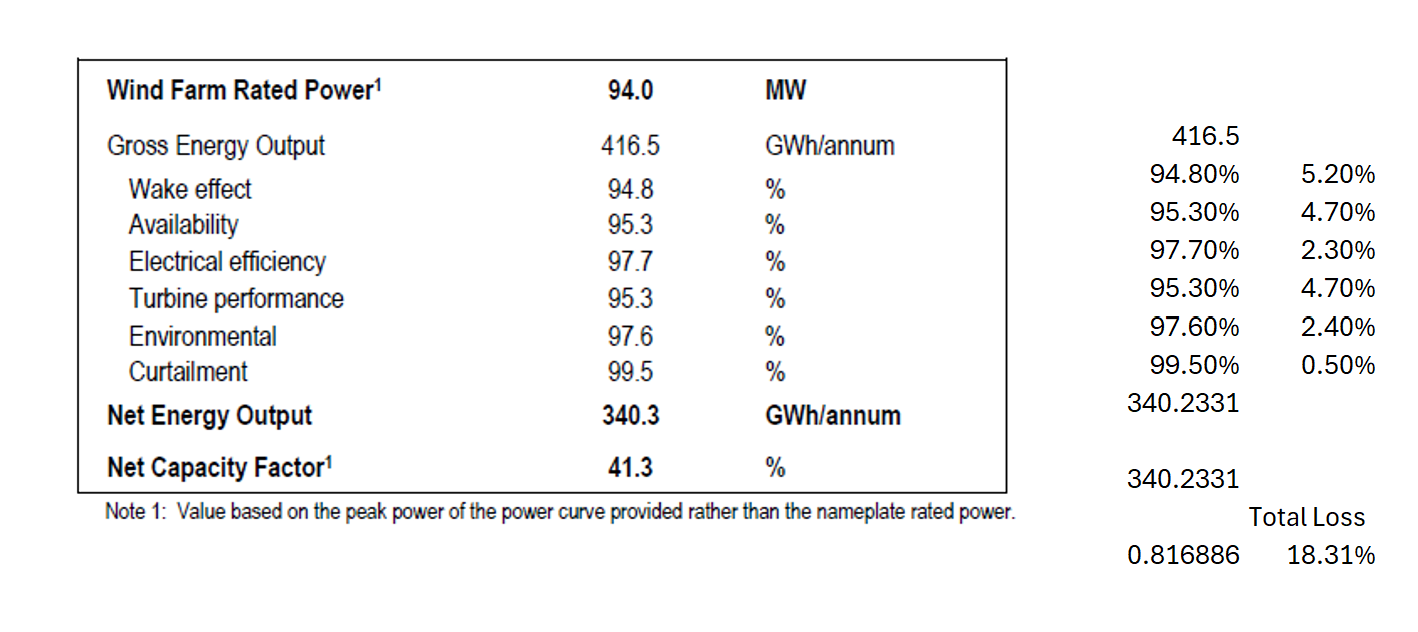 Wind Farm Rated Power¹ 94.0 MW
416.5
Gross Energy Output 416.5 GWh/annum
94.80% 5.20%
Wake effect 94.8 %
95.30% 4.70%
Availability 95.3 %
97.70% 2.30%
Electrical efficiency 97.7 %
95.30% 4.70%
Turbine performance 95.3 %
97.60% 2.40%
Environmental 97.6 %
99.50% 0.50%
Curtailment 99.5 %
340.2331
Net Energy Output 340.3 GWh/annum
Net Capacity Factor¹ 41.3 %
340.2331
Note 1: Value based on the peak power of the power curve provided rather than the nameplate rated power.
Total Loss
0.816886 18.31%